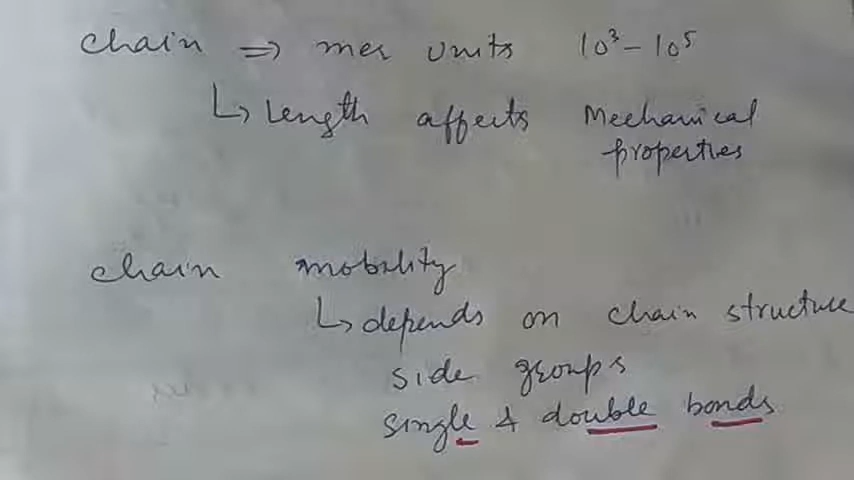 chain ⇒ mer units 10³ - 10⁵
↳ Length affects Mechanical
properties
chain mobility
↳ depends on chain structure
side groups
single & double bonds